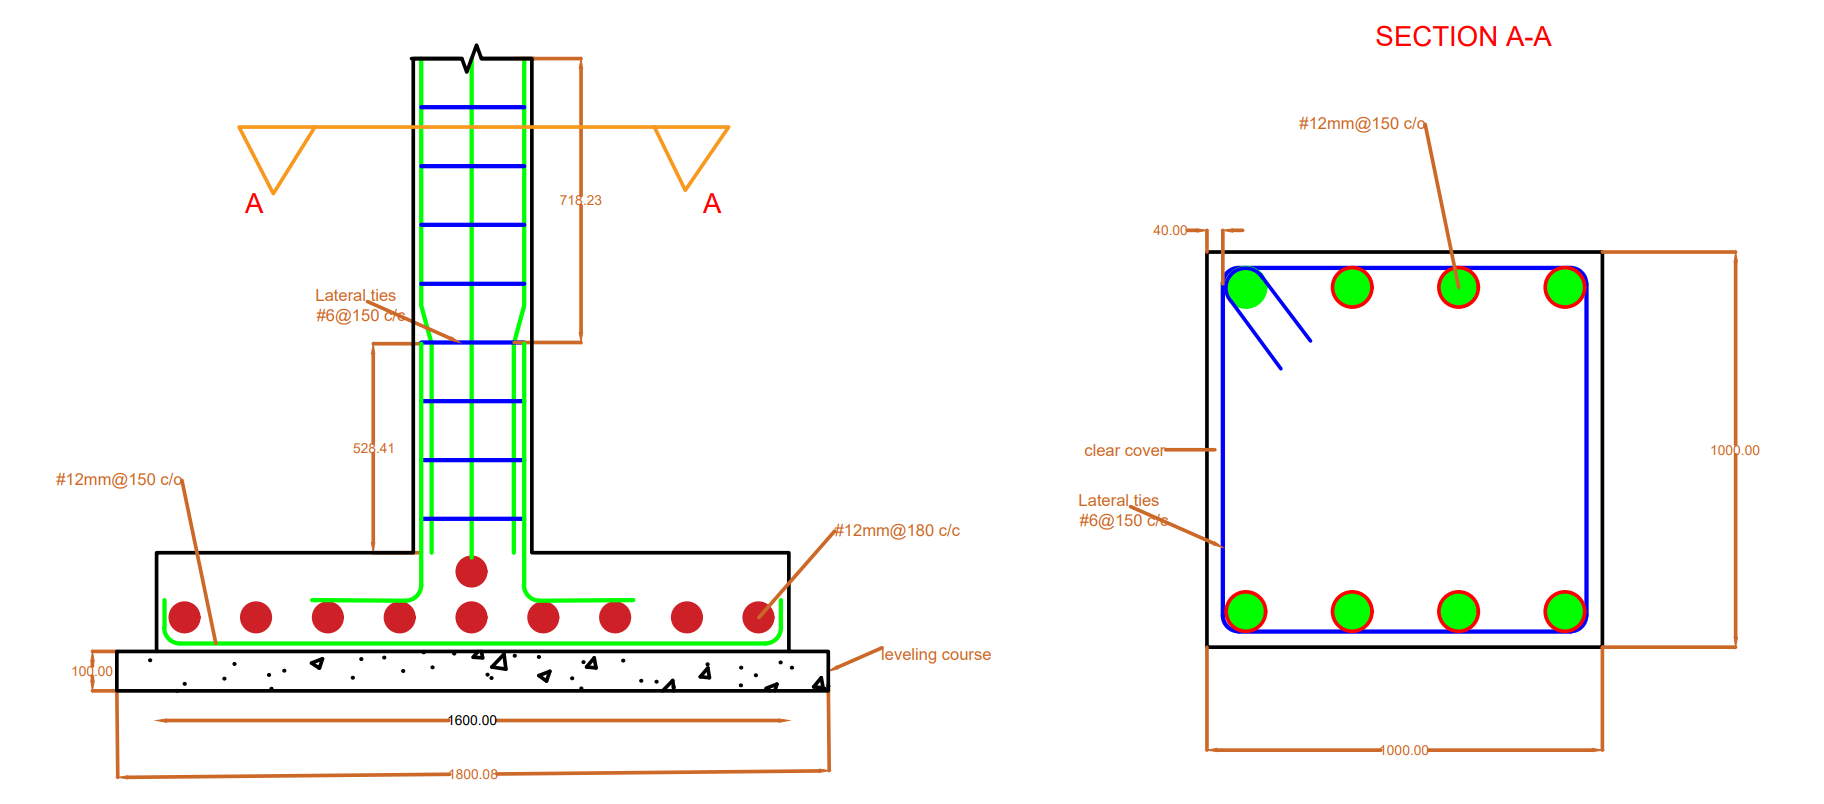 SECTION A-A
#12mm@150 c/c
718.23
A
A
40.00
Lateral ties
#6@150 c/c
528.41
clear cover
1000.00
#12mm@150 c/c
Lateral ties
#6@150 c/c
#12mm@180 c/c
leveling course
100.00
1600.00
1000.00
1800.08